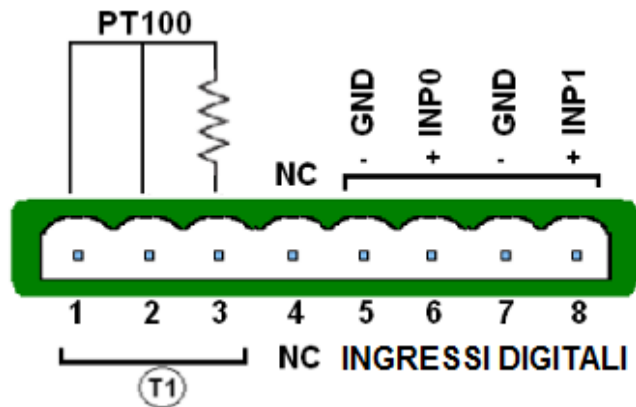 PT100
GND
INP0
GND
INP1
- + - +
NC
1 2 3 4 5 6 7 8
NC INGRESSI DIGITALI
T1